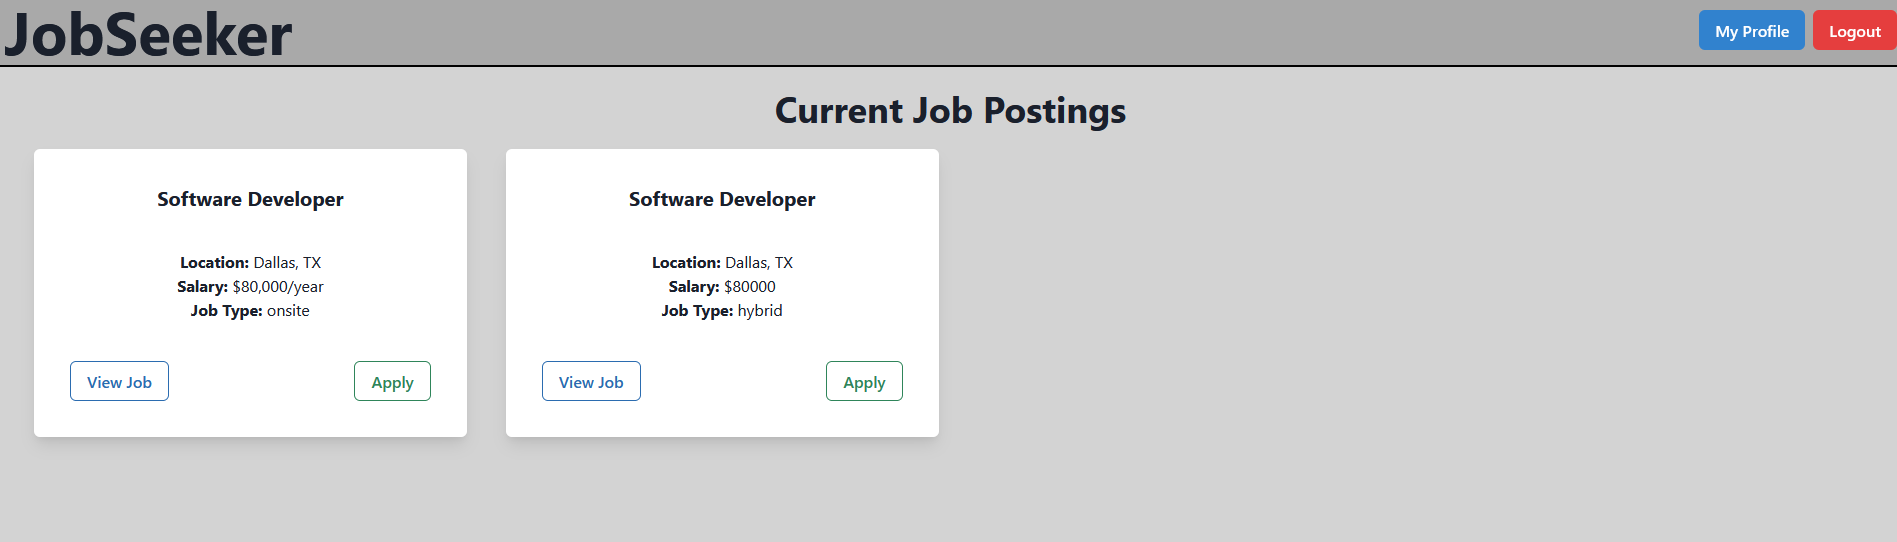 JobSeeker
My Profile
Logout
Current Job Postings
Software Developer
Location: Dallas, TX
Salary: $80,000/year
Job Type: onsite
View Job
Apply
Software Developer
Location: Dallas, TX
Salary: $80000
Job Type: hybrid
View Job
Apply